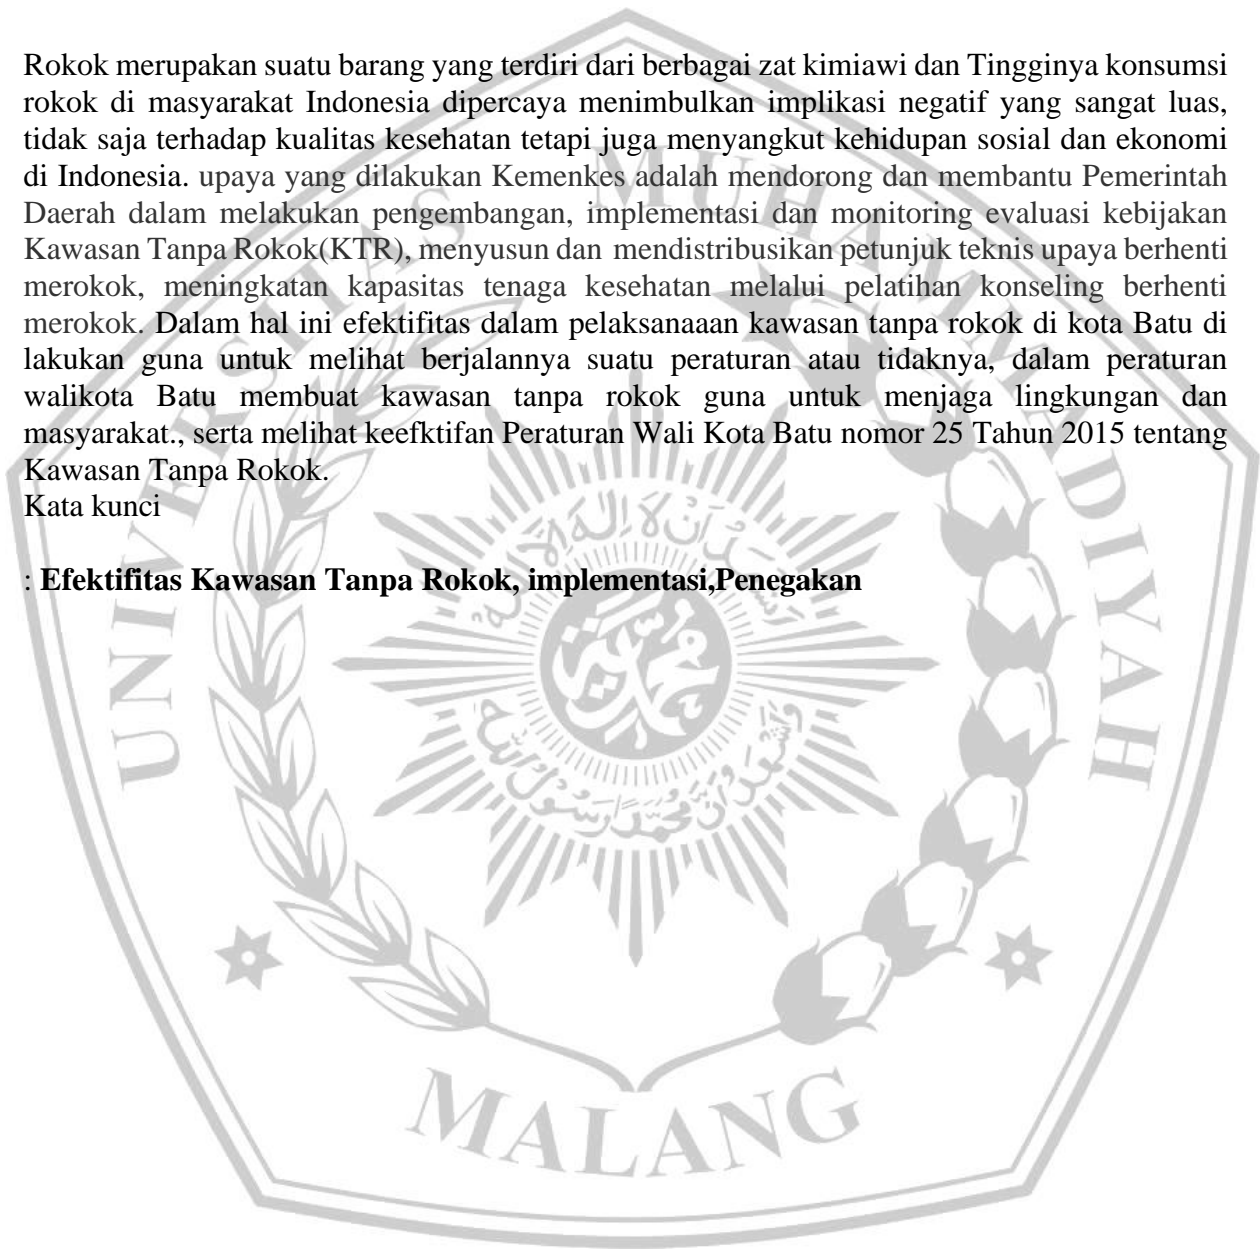 Rokok merupakan suatu barang yang terdiri dari berbagai zat kimiawi dan Tingginya konsumsi
rokok di masyarakat Indonesia dipercaya menimbulkan implikasi negatif yang sangat luas,
tidak saja terhadap kualitas kesehatan tetapi juga menyangkut kehidupan sosial dan ekonomi
di Indonesia. upaya yang dilakukan Kemenkes adalah mendorong dan membantu Pemerintah
Daerah dalam melakukan pengembangan, implementasi dan monitoring evaluasi kebijakan
Kawasan Tanpa Rokok(KTR), menyusun dan mendistribusikan petunjuk teknis upaya berhenti
merokok, meningkatan kapasitas tenaga kesehatan melalui pelatihan konseling berhenti
merokok. Dalam hal ini efektifitas dalam pelaksanaaan kawasan tanpa rokok di kota Batu di
lakukan guna untuk melihat berjalannya suatu peraturan atau tidaknya, dalam peraturan
walikota Batu membuat kawasan tanpa rokok guna untuk menjaga lingkungan dan
masyarakat., serta melihat keefktifan Peraturan Wali Kota Batu nomor 25 Tahun 2015 tentang
Kawasan Tanpa Rokok.
Kata kunci
: Efektifitas Kawasan Tanpa Rokok, implementasi,Penegakan
UNIVERSITAS MUHAMMADIYAH
MALANG